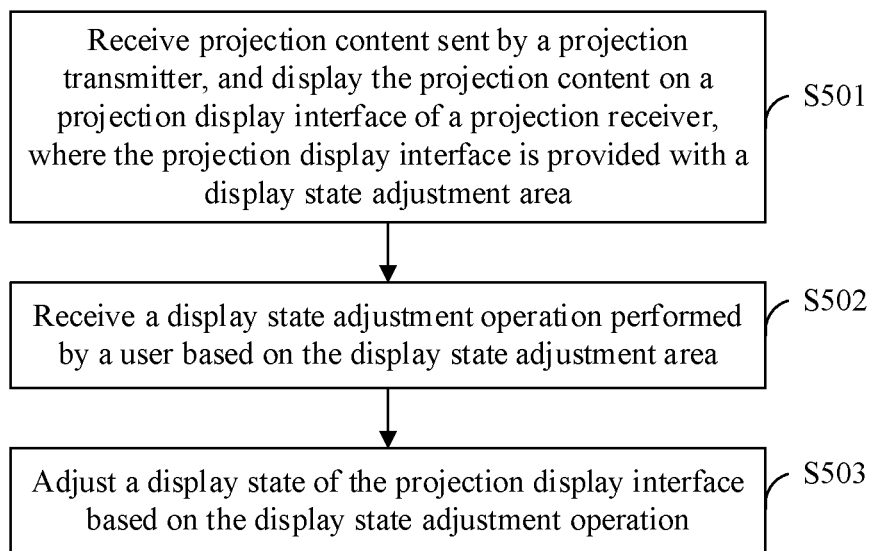 Receive projection content sent by a projection
transmitter, and display the projection content on a
projection display interface of a projection receiver,
where the projection display interface is provided with a
display state adjustment area
S501
Receive a display state adjustment operation performed
by a user based on the display state adjustment area
S502
Adjust a display state of the projection display interface
based on the display state adjustment operation
S503